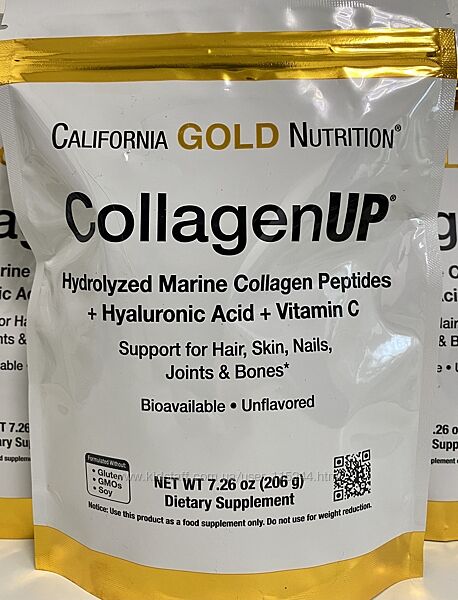 CALIFORNIA GOLD NUTRITION®
CollagenUP®
Hydrolyzed Marine Collagen Peptides
+ Hyaluronic Acid + Vitamin C
Support for Hair, Skin, Nails,
Joints & Bones*
Bioavailable • Unflavored
Formulated Without:
• Gluten
• GMOs
• Soy
NET WT 7.26 oz (206 g)
Dietary Supplement
Notice: Use this product as a food supplement only. Do not use for weight reduction.